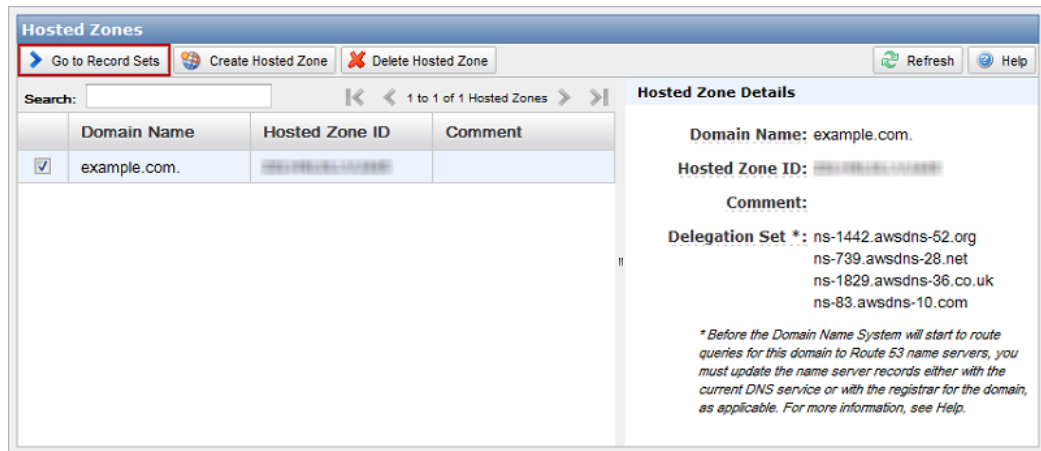 Hosted Zones
Go to Record Sets Create Hosted Zone Delete Hosted Zone Refresh Help
Search: 1 to 1 of 1 Hosted Zones
Domain Name Hosted Zone ID Comment
example.com.
Hosted Zone Details
Domain Name: example.com.
Hosted Zone ID:
Comment:
Delegation Set *: ns-1442.awsdns-52.org
ns-739.awsdns-28.net
ns-1829.awsdns-36.co.uk
ns-83.awsdns-10.com
* Before the Domain Name System will start to route
queries for this domain to Route 53 name servers, you
must update the name server records either with the
current DNS service or with the registrar for the domain,
as applicable. For more information, see Help.